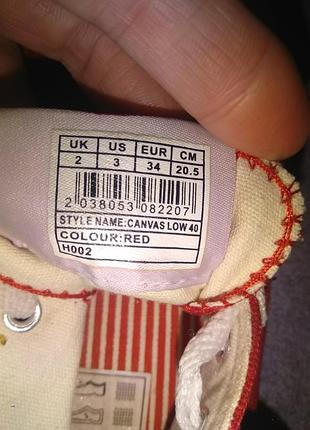 UK US EUR CM
2 3 34 20.5
2 038053 082207
STYLE NAME:CANVAS LOW 40
COLOUR:RED
H002